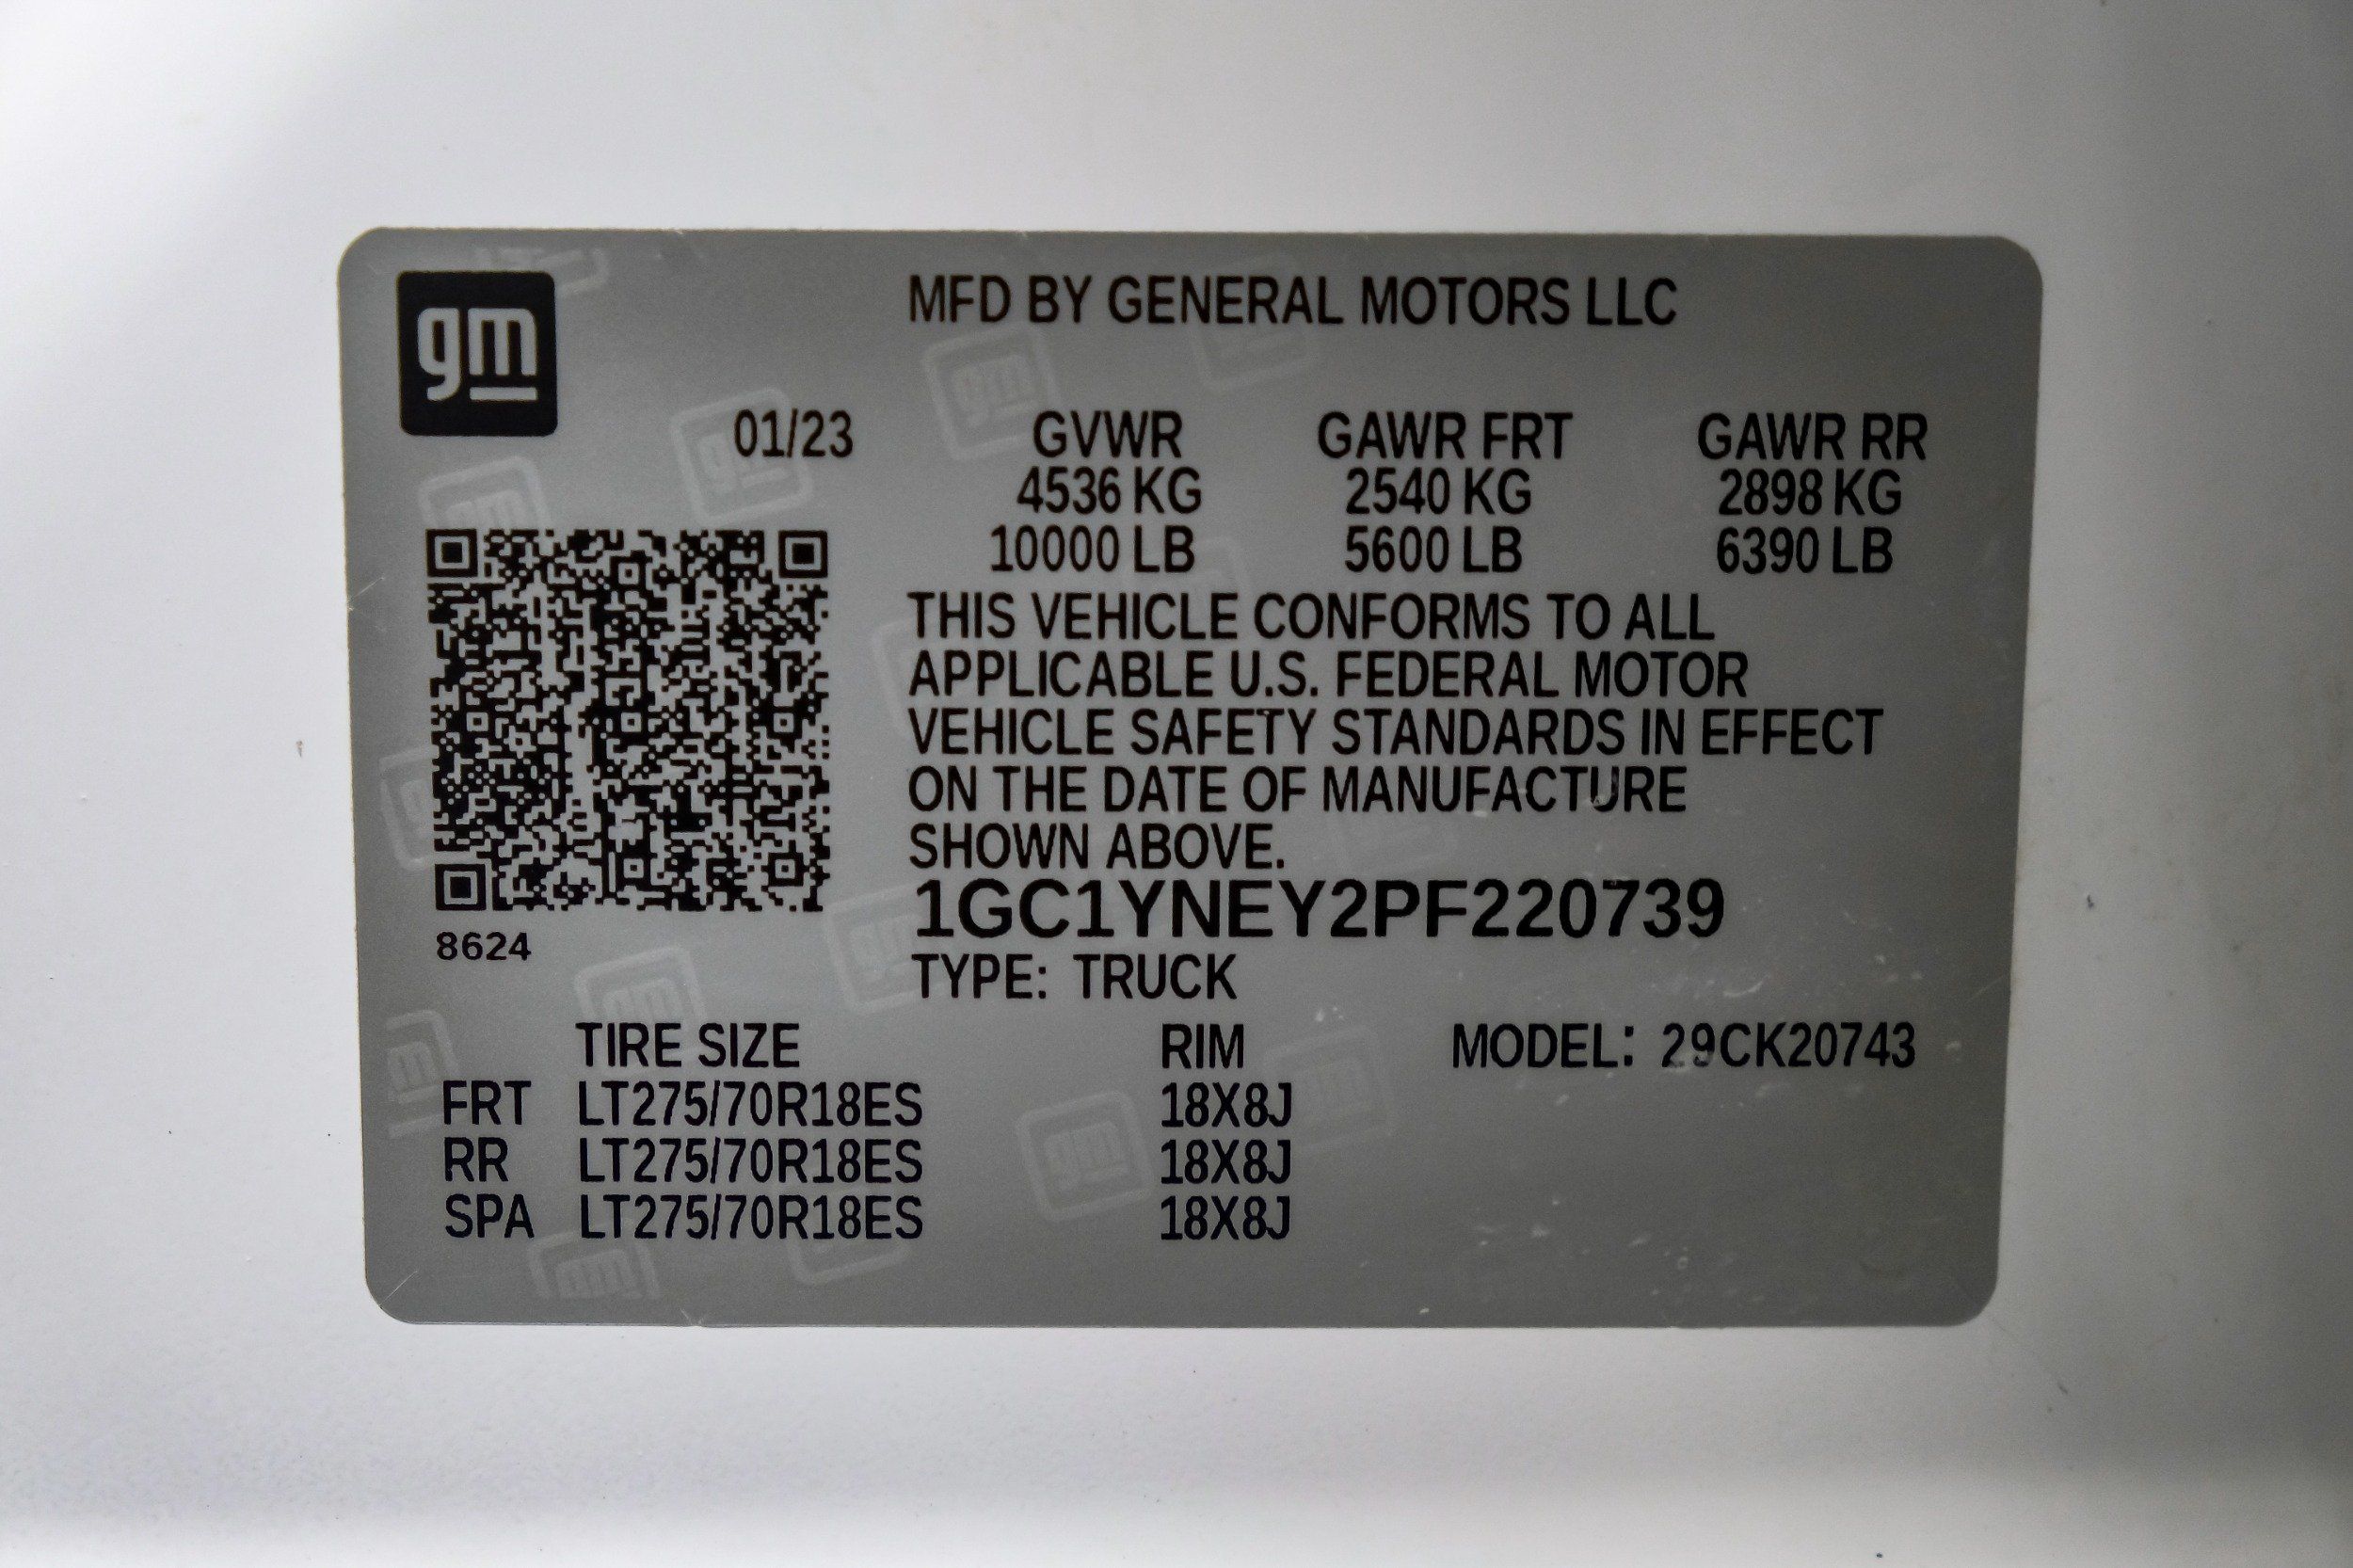 gm
MFD BY GENERAL MOTORS LLC
01/23 GVWR GAWR FRT GAWR RR
4536 KG 2540 KG 2898 KG
10000 LB 5600 LB 6390 LB
THIS VEHICLE CONFORMS TO ALL
APPLICABLE U.S. FEDERAL MOTOR
VEHICLE SAFETY STANDARDS IN EFFECT
ON THE DATE OF MANUFACTURE
SHOWN ABOVE.
1GC1YNEY2PF220739
8624
TYPE: TRUCK
TIRE SIZE RIM MODEL: 29CK20743
FRT LT275/70R18ES 18X8J
RR LT275/70R18ES 18X8J
SPA LT275/70R18ES 18X8J